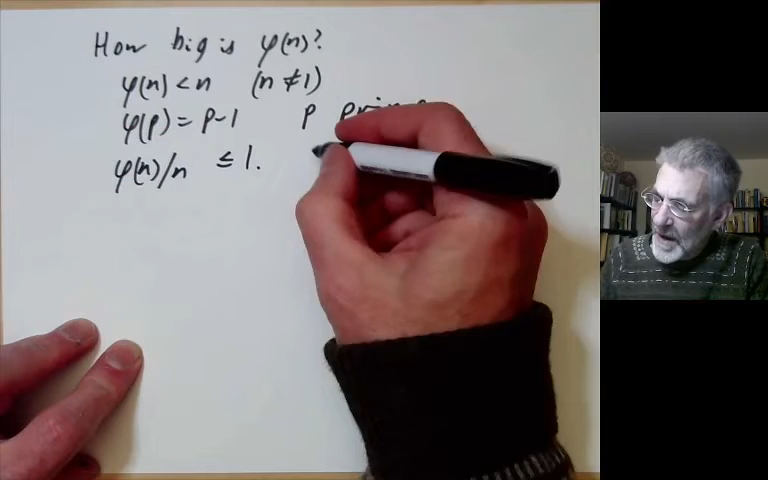 How big is φ(n)?
φ(n) < n (n ≠ 1)
φ(p) = p-1 p
φ(n)/n ≤ 1.